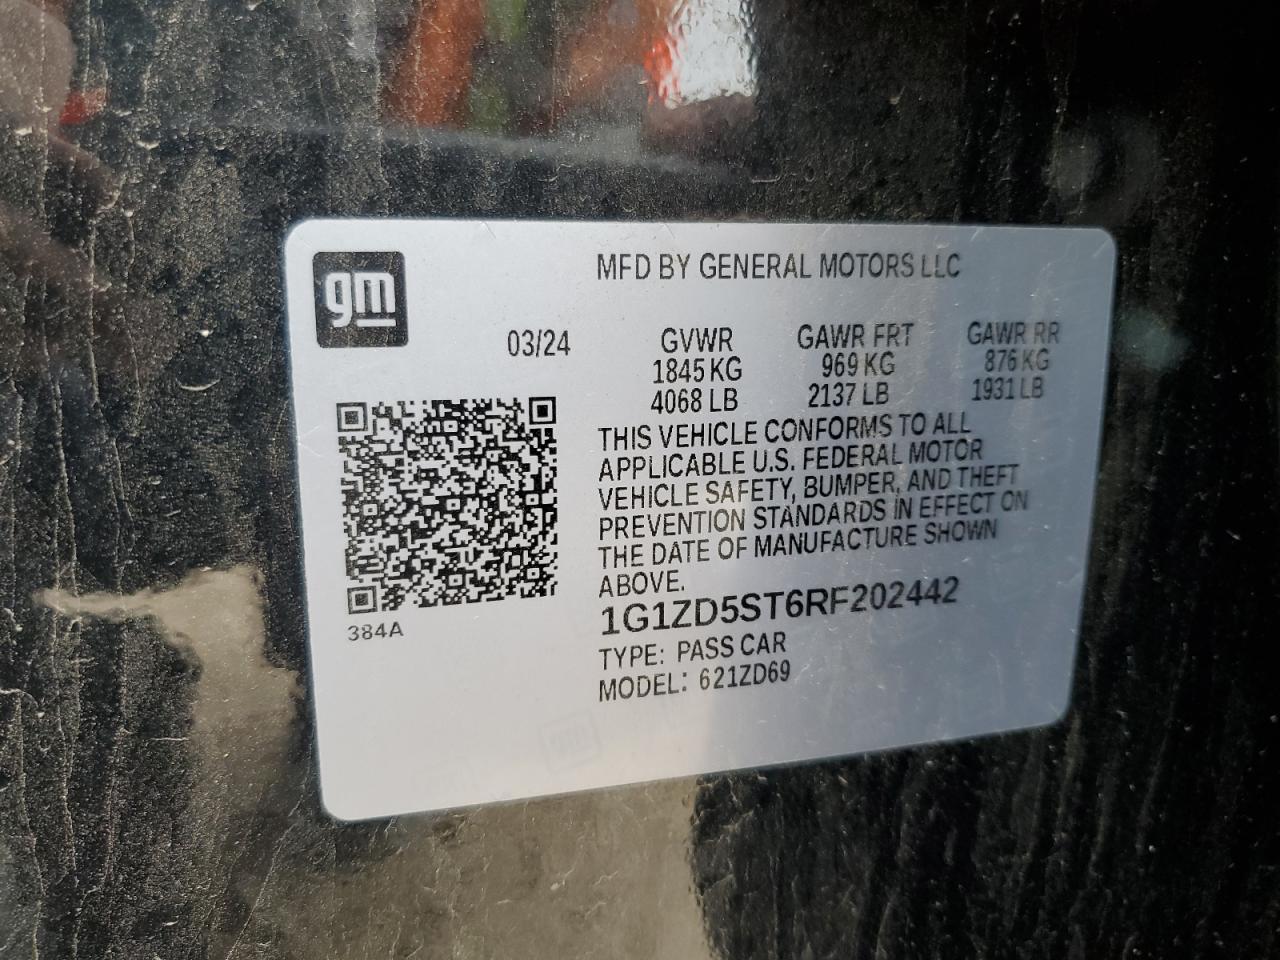 gm
MFD BY GENERAL MOTORS LLC
03/24 GVWR GAWR FRT GAWR RR
1845 KG 969 KG 876 KG
4068 LB 2137 LB 1931 LB
THIS VEHICLE CONFORMS TO ALL
APPLICABLE U.S. FEDERAL MOTOR
VEHICLE SAFETY, BUMPER, AND THEFT
PREVENTION STANDARDS IN EFFECT ON
THE DATE OF MANUFACTURE SHOWN
ABOVE.
1G1ZD5ST6RF202442
384A
TYPE: PASS CAR
MODEL: 621ZD69